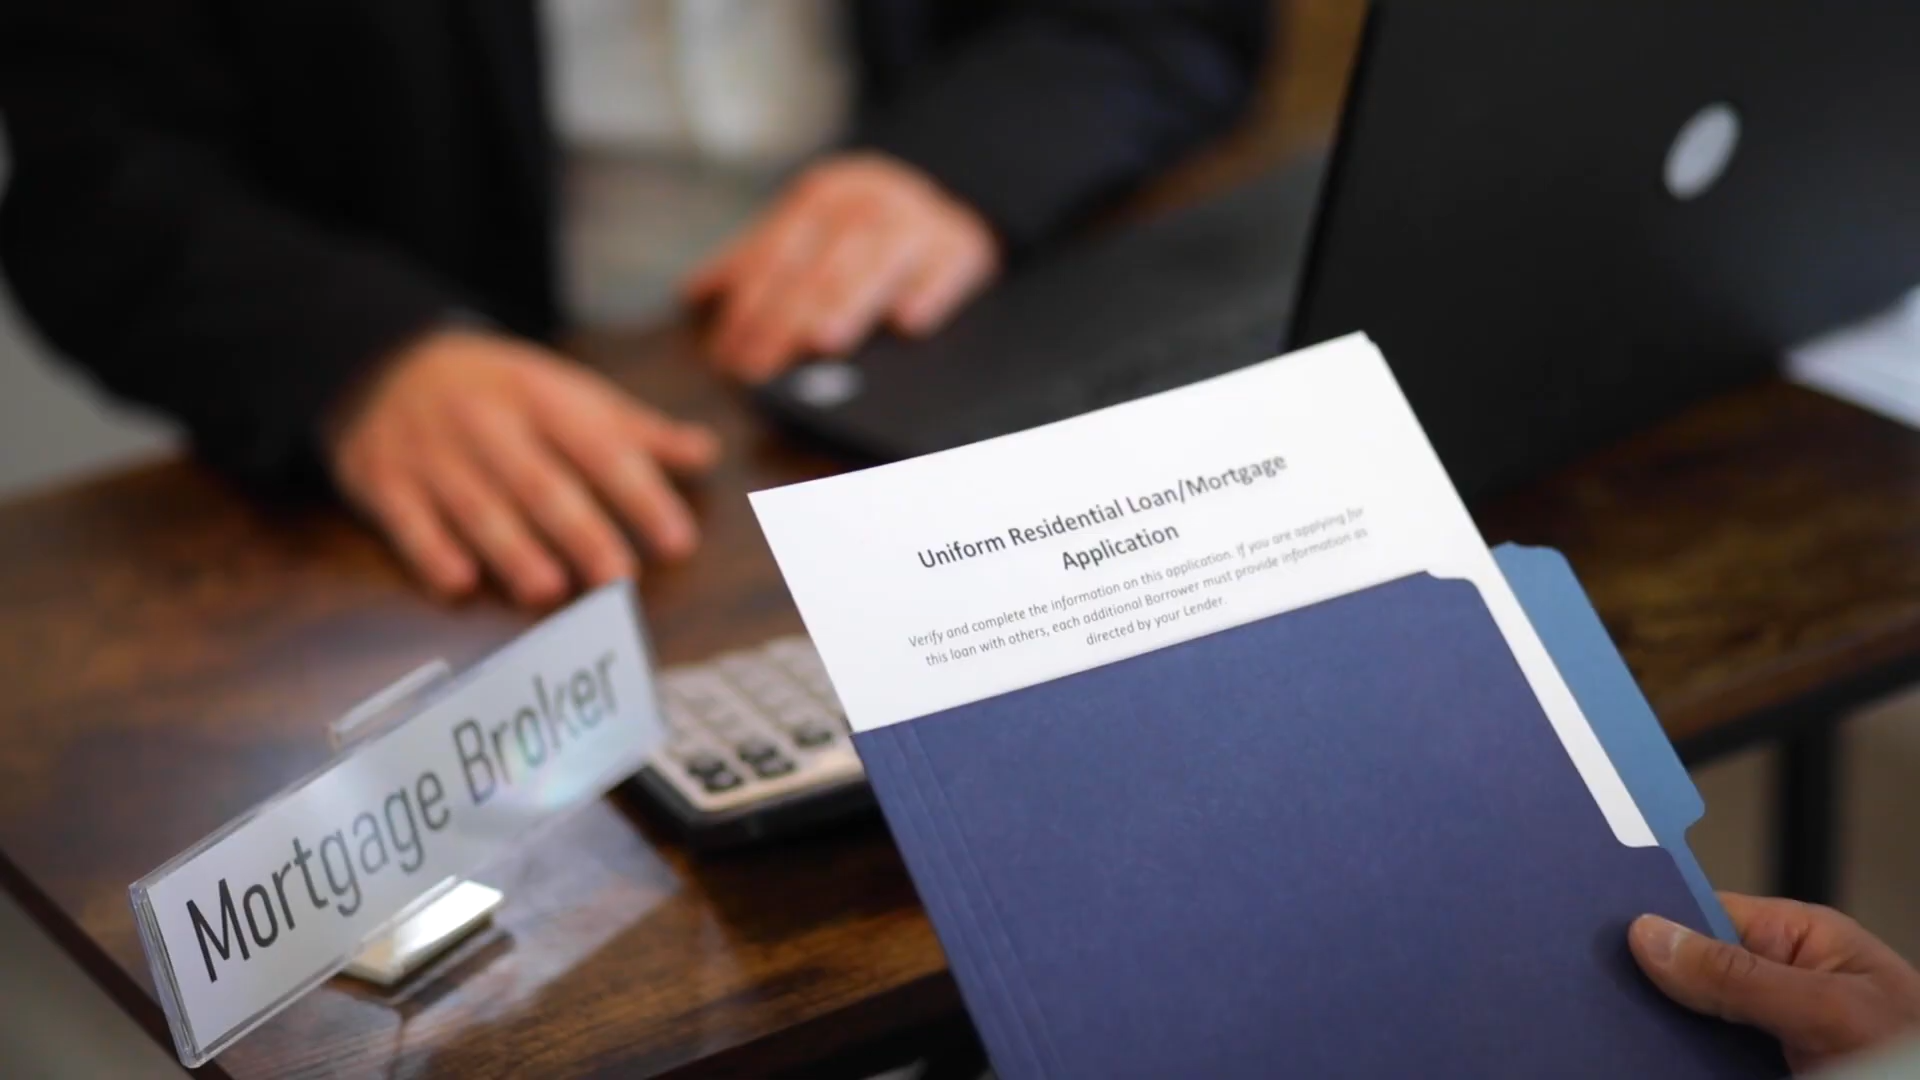 Uniform Residential Loan/Mortgage
Application
Verify and complete the information on this application. If you are applying for
this loan with others, each additional Borrower must provide information as
directed by your Lender.
Mortgage Broker